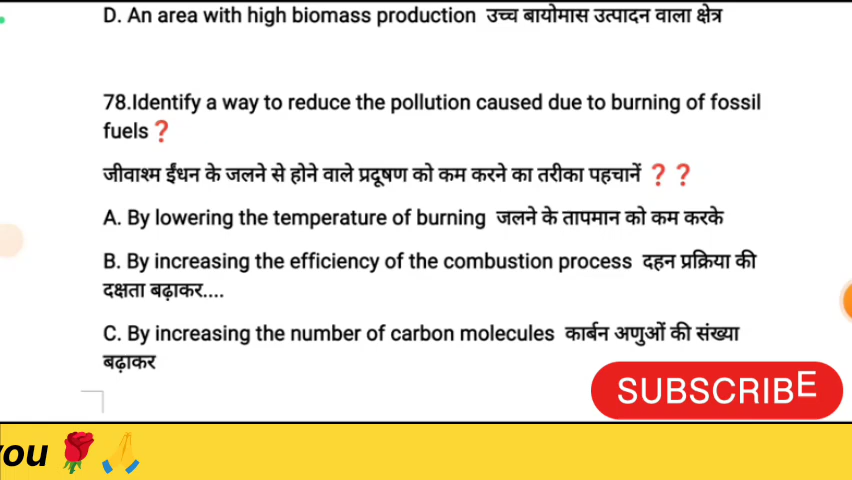 D. An area with high biomass production उच्च बायोमास उत्पादन वाला क्षेत्र
78.Identify a way to reduce the pollution caused due to burning of fossil
fuels❓
जीवाश्म ईंधन के जलने से होने वाले प्रदूषण को कम करने का तरीका पहचानें ❓❓
A. By lowering the temperature of burning जलने के तापमान को कम करके
B. By increasing the efficiency of the combustion process दहन प्रक्रिया की
दक्षता बढ़ाकर....
C. By increasing the number of carbon molecules कार्बन अणुओं की संख्या
बढ़ाकर
SUBSCRIBE
you 🌹🙏